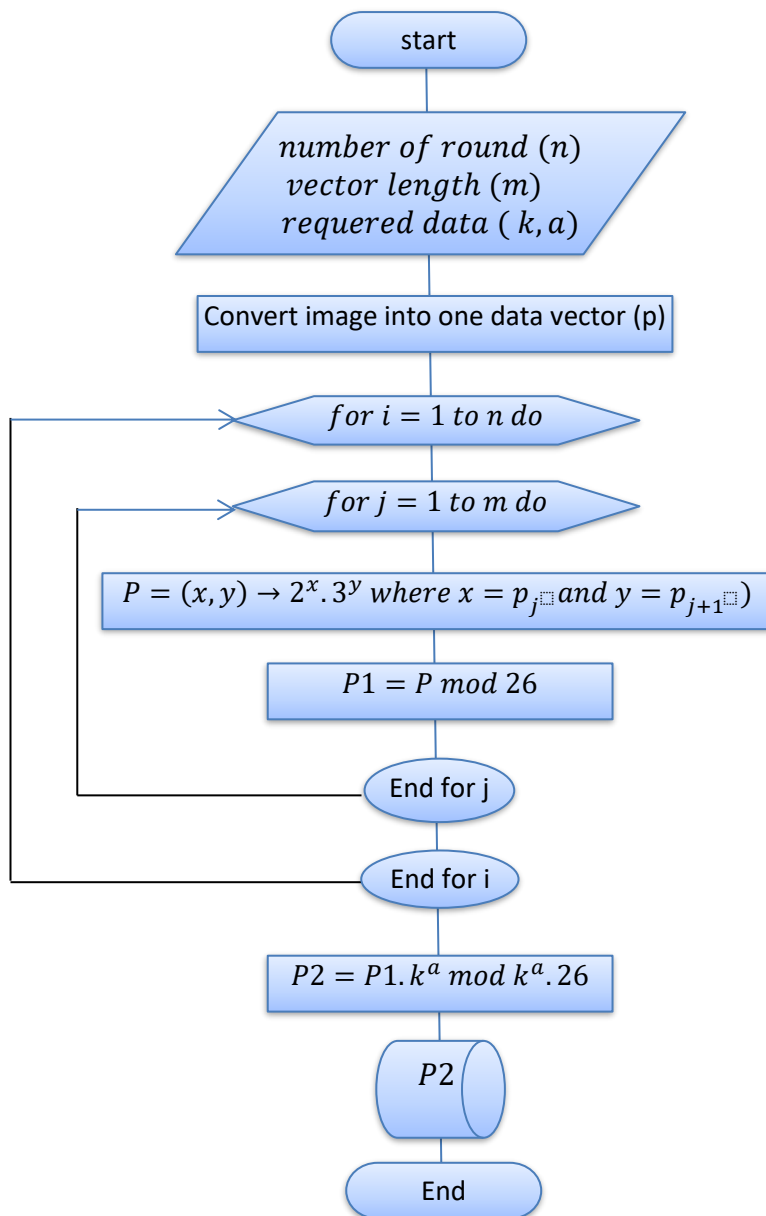 start
number of round (n)
vector length (m)
requered data ( k, a)
Convert image into one data vector (p)
for i = 1 to n do
for j = 1 to m do
P = (x, y) → 2^x. 3^y where x = p_j⬚ and y = p_{j+1}⬚)
P1 = P mod 26
End for j
End for i
P2 = P1. k^a mod k^a. 26
P2
End